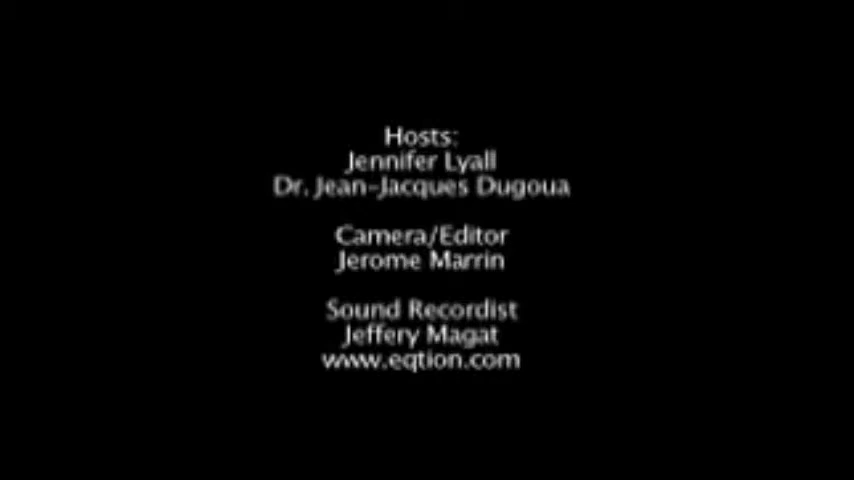 Hosts:
Jennifer Lyall
Dr. Jean-Jacques Dugoua
Camera/Editor
Jerome Marrin
Sound Recordist
Jeffery Magat
www.eqtion.com